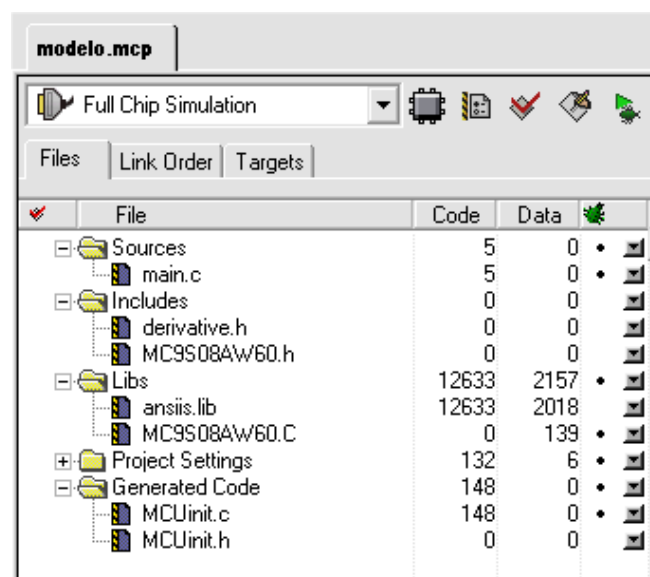 modelo.mcp
Full Chip Simulation
Files Link Order Targets
File Code Data
Sources 5 0
main.c 5 0
Includes 0 0
derivative.h 0 0
MC9S08AW60.h 0 0
Libs 12633 2157
ansiis.lib 12633 2018
MC9S08AW60.C 0 139
Project Settings 132 6
Generated Code 148 0
MCUinit.c 148 0
MCUinit.h 0 0